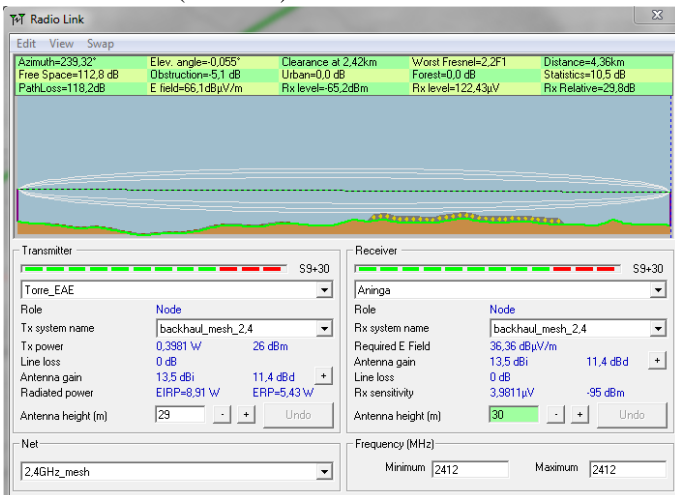 Radio Link
Edit View Swap
Azimuth=239,32° Elev. angle=-0,055° Clearance at 2,42km Worst Fresnel=2,2F1 Distance=4,36km
Free Space=112,8 dB Obstruction=-5,1 dB Urban=0,0 dB Forest=0,0 dB Statistics=10,5 dB
PathLoss=118,2dB E field=66,1dBµV/m Rx level=-65,2dBm Rx level=122,43µV Rx Relative=29,8dB
Transmitter
S9+30
Torre_EAE
Role Node
Tx system name backhaul_mesh_2,4
Tx power 0,3981 W 26 dBm
Line loss 0 dB
Antenna gain 13,5 dBi 11,4 dBd +
Radiated power EIRP=8,91 W ERP=5,43 W
Antenna height (m) 29 - + Undo
Receiver
S9+30
Aninga
Role Node
Rx system name backhaul_mesh_2,4
Required E Field 36,36 dBµV/m
Antenna gain 13,5 dBi 11,4 dBd +
Line loss 0 dB
Rx sensitivity 3,9811µV -95 dBm
Antenna height (m) 30 - + Undo
Net
2,4GHz_mesh
Frequency (MHz)
Minimum 2412 Maximum 2412